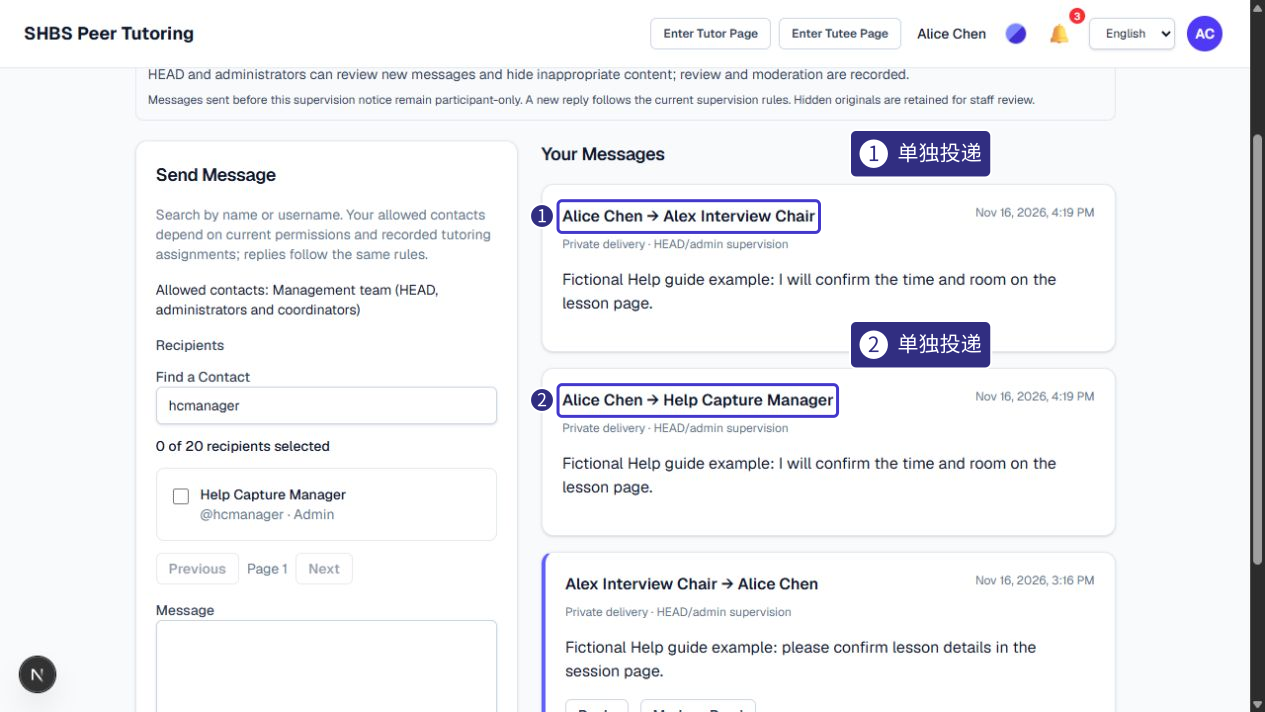 SHBS Peer Tutoring
Enter Tutor Page
Enter Tutee Page
Alice Chen
3
English
AC
HEAD and administrators can review new messages and hide inappropriate content; review and moderation are recorded.
Messages sent before this supervision notice remain participant-only. A new reply follows the current supervision rules. Hidden originals are retained for staff review.
Send Message
Search by name or username. Your allowed contacts
depend on current permissions and recorded tutoring
assignments; replies follow the same rules.
Allowed contacts: Management team (HEAD,
administrators and coordinators)
Recipients
Find a Contact
hcmanager
0 of 20 recipients selected
Help Capture Manager
@hcmanager · Admin
Previous
Page 1
Next
Message
N
Your Messages
1 单独投递
1
Alice Chen → Alex Interview Chair
Nov 16, 2026, 4:19 PM
Private delivery · HEAD/admin supervision
Fictional Help guide example: I will confirm the time and room on the
lesson page.
2 单独投递
2
Alice Chen → Help Capture Manager
Nov 16, 2026, 4:19 PM
Private delivery · HEAD/admin supervision
Fictional Help guide example: I will confirm the time and room on the
lesson page.
Alex Interview Chair → Alice Chen
Nov 16, 2026, 3:16 PM
Private delivery · HEAD/admin supervision
Fictional Help guide example: please confirm lesson details in the
session page.